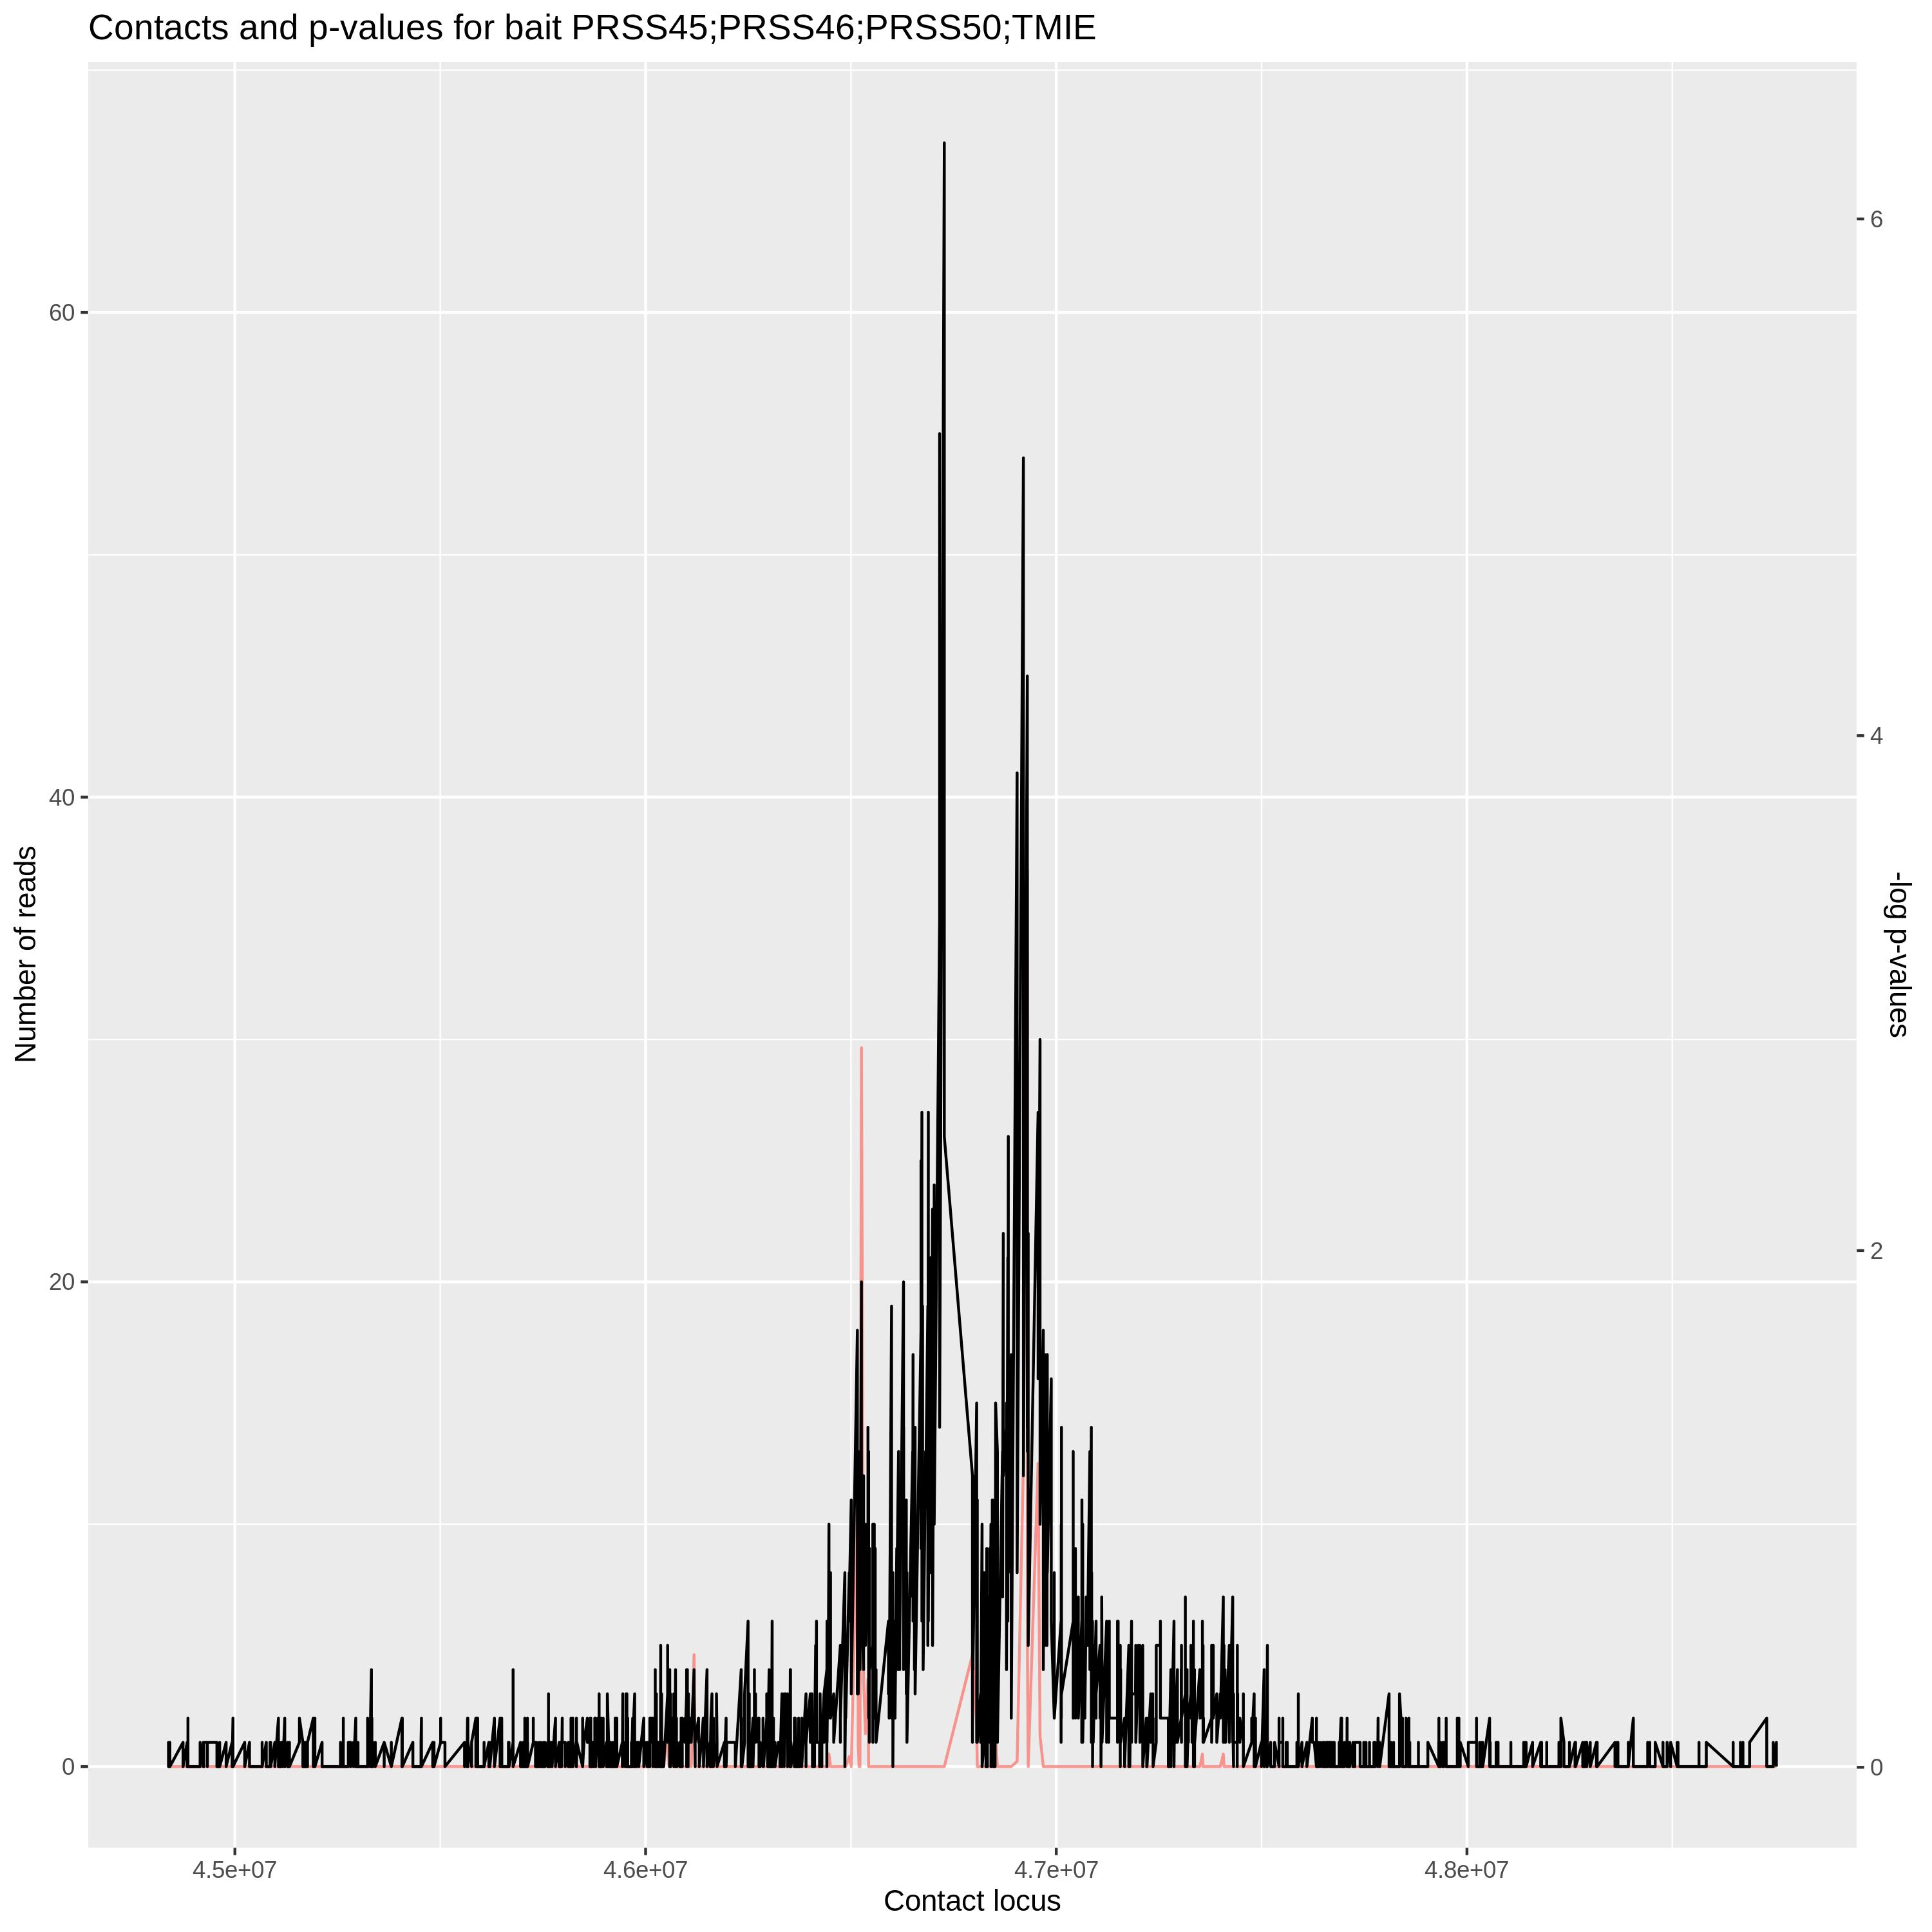 Contacts and p-values for bait PRSS45;PRSS46;PRSS50;TMIE
Number of reads
60
40
20
0
6
4
2
0
-log p-values
4.5e+07
4.6e+07
4.7e+07
4.8e+07
Contact locus